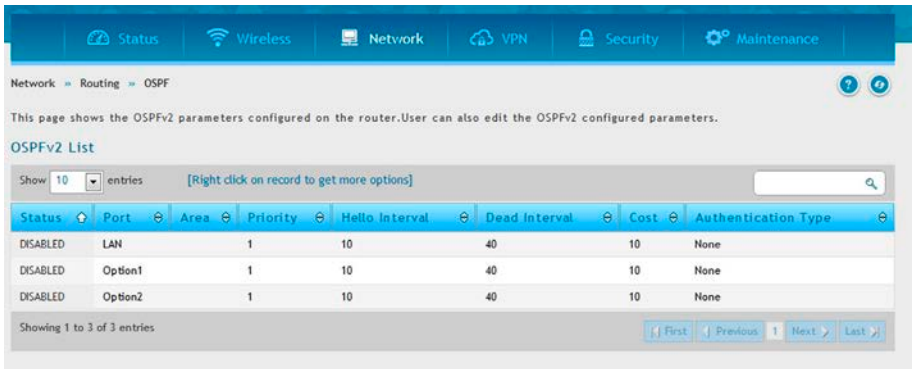 Status Wireless Network VPN Security Maintenance
Network » Routing » OSPF
This page shows the OSPFv2 parameters configured on the router.User can also edit the OSPFv2 configured parameters.
OSPFv2 List
Show 10 entries [Right click on record to get more options]
Status Port Area Priority Hello Interval Dead Interval Cost Authentication Type
DISABLED LAN 1 10 40 10 None
DISABLED Option1 1 10 40 10 None
DISABLED Option2 1 10 40 10 None
Showing 1 to 3 of 3 entries First Previous 1 Next Last